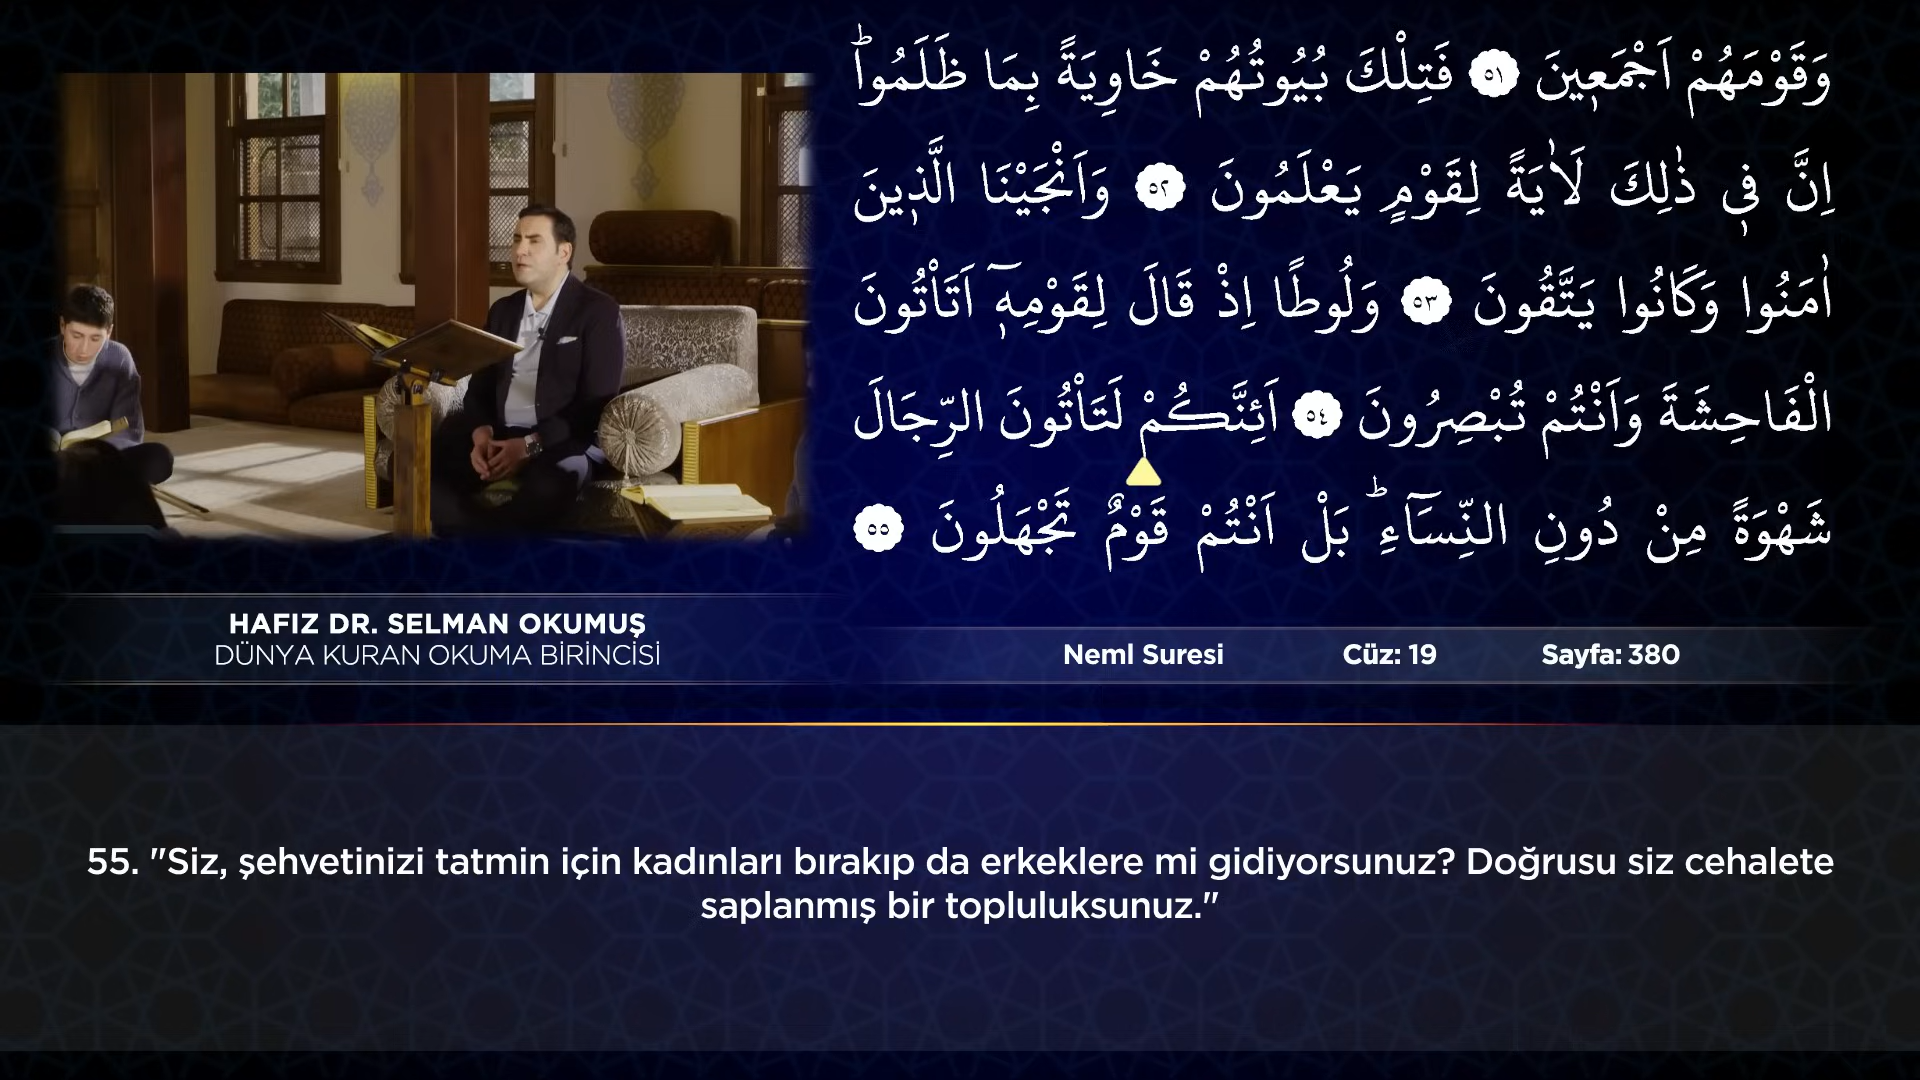 وَقَوْمَهُمْ اَجْمَعٖينَ ٥١ فَتِلْكَ بُيُوتُهُمْ خَاوِيَةً بِمَا ظَلَمُواؕ
اِنَّ فٖي ذٰلِكَ لَاٰيَةً لِقَوْمٍ يَعْلَمُونَ ٥٢ وَاَنْجَيْنَا الَّذٖينَ
اٰمَنُوا وَكَانُوا يَتَّقُونَ ٥٣ وَلُوطًا اِذْ قَالَ لِقَوْمِهٖٓ اَتَأْتُونَ
الْفَاحِشَةَ وَاَنْتُمْ تُبْصِرُونَ ٥٤ اَئِنَّكُمْ لَتَأْتُونَ الرِّجَالَ
شَهْوَةً مِنْ دُونِ النِّسَٓاءِؕ بَلْ اَنْتُمْ قَوْمٌ تَجْهَلُونَ ٥٥
HAFIZ DR. SELMAN OKUMUŞ
DÜNYA KURAN OKUMA BİRİNCİSİ
Neml Suresi Cüz: 19 Sayfa: 380
55. "Siz, şehvetinizi tatmin için kadınları bırakıp da erkeklere mi gidiyorsunuz? Doğrusu siz cehalete
saplanmış bir topluluksunuz."